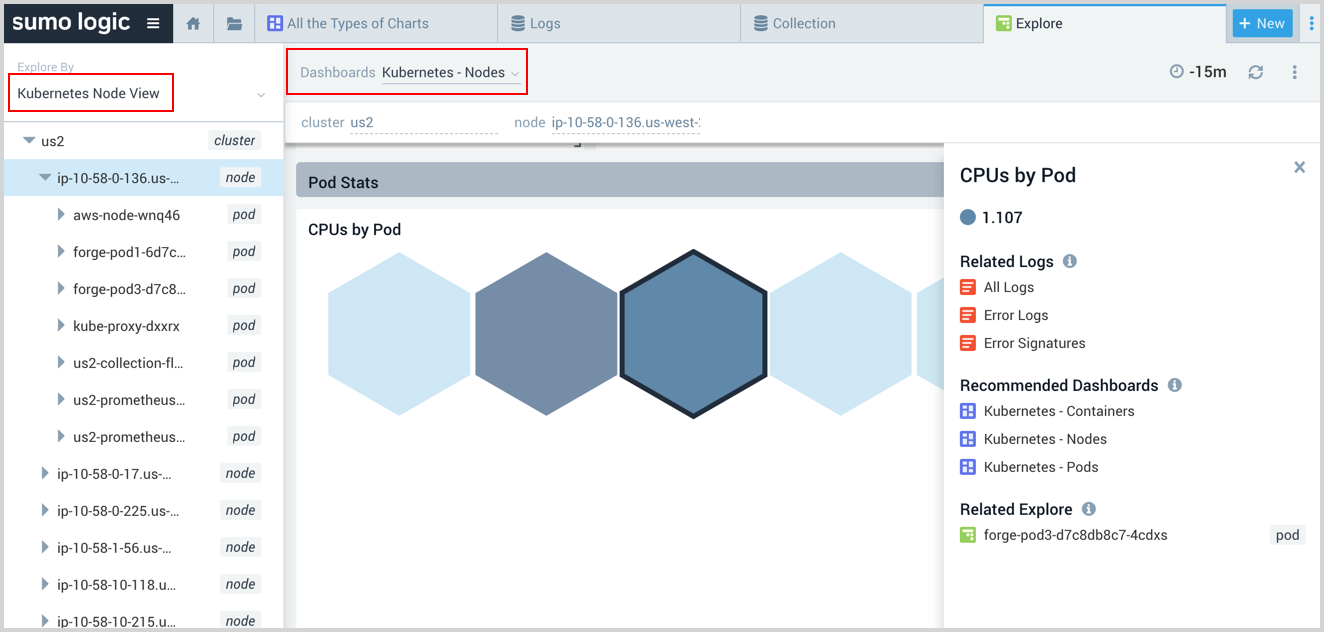 sumo logic
All the Types of Charts
Logs
Collection
Explore
+ New
Explore By
Kubernetes Node View
Dashboards Kubernetes - Nodes
-15m
cluster us2
node ip-10-58-0-136.us-west-
us2 cluster
ip-10-58-0-136.us-... node
aws-node-wnq46 pod
forge-pod1-6d7c... pod
forge-pod3-d7c8... pod
kube-proxy-dxxrx pod
us2-collection-fl... pod
us2-prometheus... pod
us2-prometheus... pod
ip-10-58-0-17.us-... node
ip-10-58-0-225.us-... node
ip-10-58-1-56.us-... node
ip-10-58-10-118.u... node
ip-10-58-10-215.u... node
Pod Stats
CPUs by Pod
CPUs by Pod
1.107
Related Logs
All Logs
Error Logs
Error Signatures
Recommended Dashboards
Kubernetes - Containers
Kubernetes - Nodes
Kubernetes - Pods
Related Explore
forge-pod3-d7c8db8c7-4cdxs pod